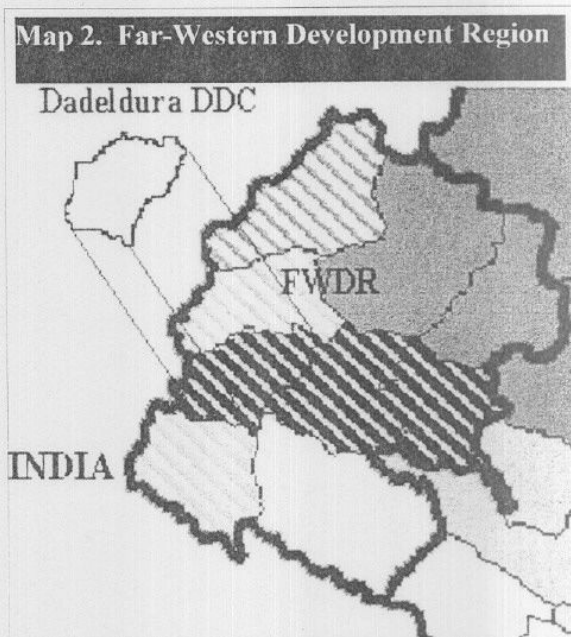 Map 2. Far-Western Development Region
Dadeldura DDC
FWDR
INDIA